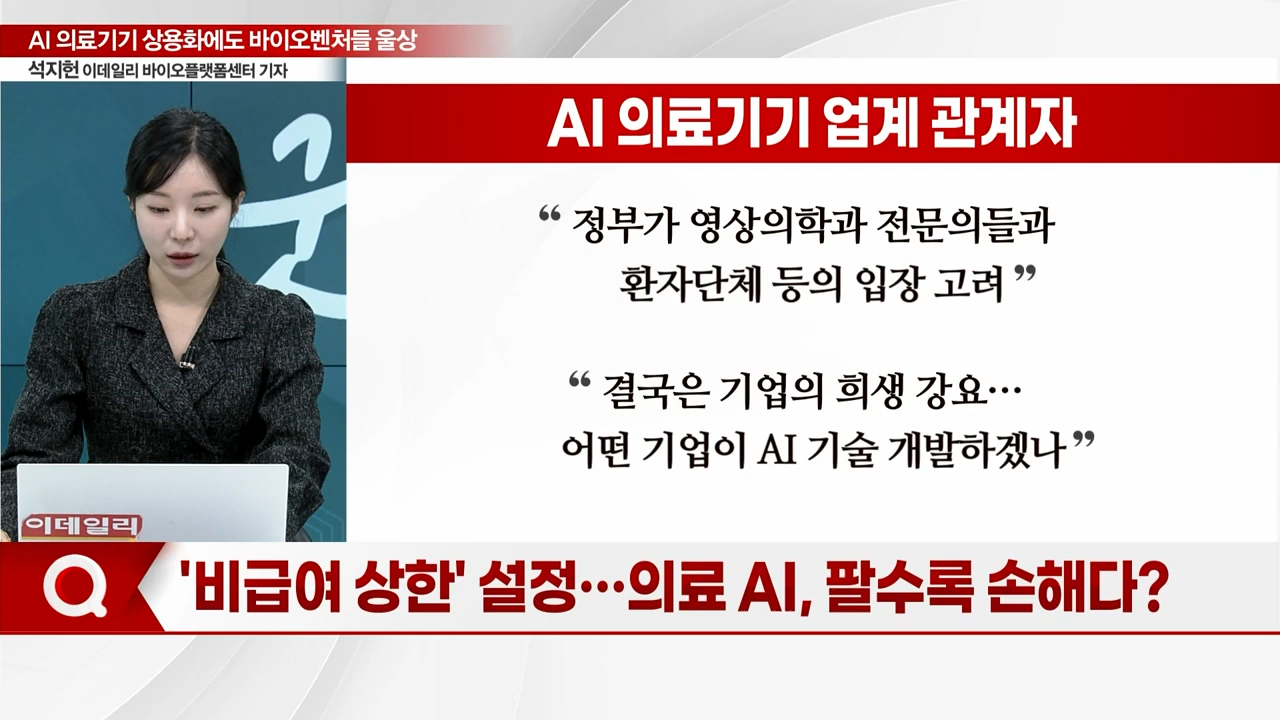 AI 의료기기 상용화에도 바이오벤처들 울상
석지헌 이데일리 바이오플랫폼센터 기자
AI 의료기기 업계 관계자
“ 정부가 영상의학과 전문의들과
환자단체 등의 입장 고려 ”
“ 결국은 기업의 희생 강요…
어떤 기업이 AI 기술 개발하겠나 ”
이데일리
Q
'비급여 상한' 설정…의료 AI, 팔수록 손해다?